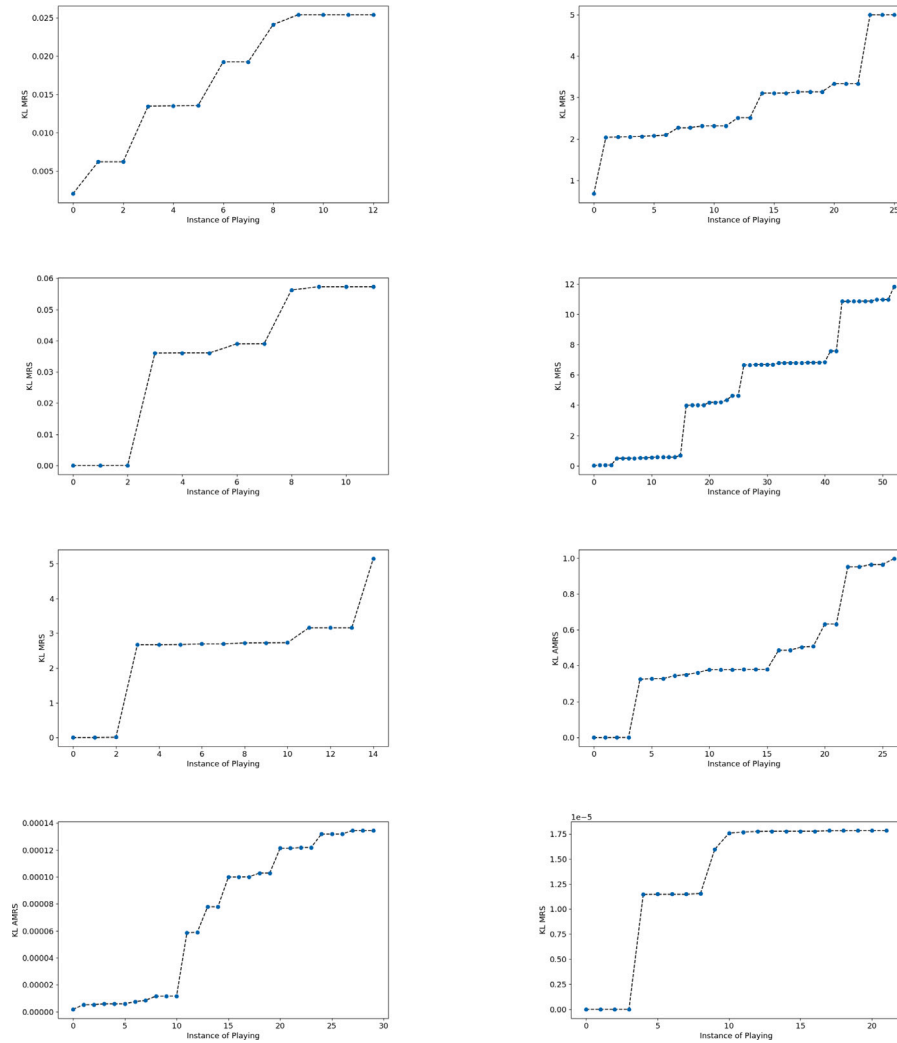 0.025
0.020
0.015
0.010
0.005
KL MRS
0 2 4 6 8 10 12
Instance of Playing
5
4
3
2
1
KL MRS
0 5 10 15 20 25
Instance of Playing
0.06
0.05
0.04
0.03
0.02
0.01
0.00
KL MRS
0 2 4 6 8 10
Instance of Playing
12
10
8
6
4
2
0
KL MRS
0 10 20 30 40 50
Instance of Playing
5
4
3
2
1
0
KL MRS
0 2 4 6 8 10 12 14
Instance of Playing
1.0
0.8
0.6
0.4
0.2
0.0
KL AMRS
0 5 10 15 20 25
Instance of Playing
0.00014
0.00012
0.00010
0.00008
0.00006
0.00004
0.00002
0.00000
KL AMRS
0 5 10 15 20 25 30
Instance of Playing
1e−5
1.75
1.50
1.25
1.00
0.75
0.50
0.25
0.00
KL MRS
0 5 10 15 20
Instance of Playing